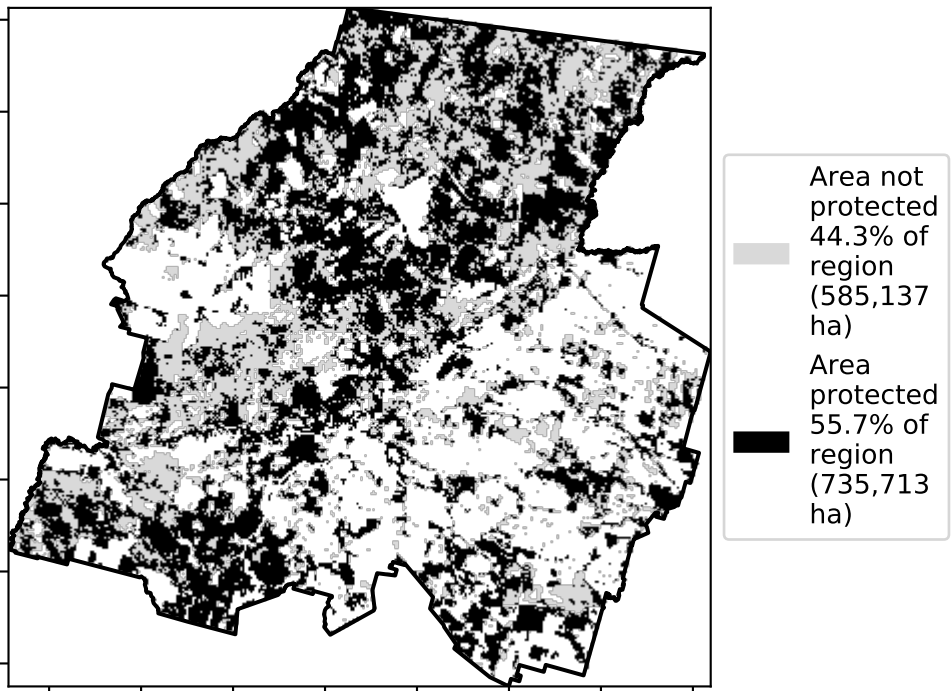 Area not
protected
44.3% of
region
(585,137
ha)
Area
protected
55.7% of
region
(735,713
ha)